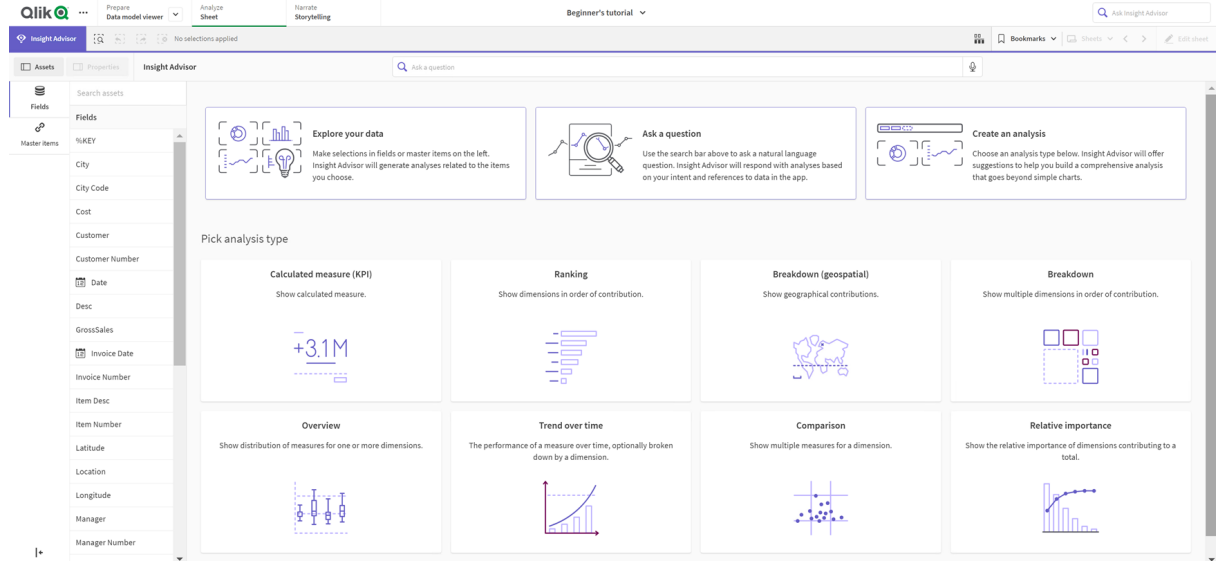 Qlik
Prepare
Data model viewer
Analyze
Sheet
Narrate
Storytelling
Beginner's tutorial
Ask Insight Advisor
Insight Advisor
No selections applied
Bookmarks
Sheets
Edit sheet
Assets
Properties
Insight Advisor
Ask a question
Fields
Master items
Search assets
Fields
%KEY
City
City Code
Cost
Customer
Customer Number
Date
Desc
GrossSales
Invoice Date
Invoice Number
Item Desc
Item Number
Latitude
Location
Longitude
Manager
Manager Number
Explore your data
Make selections in fields or master items on the left.
Insight Advisor will generate analyses related to the items
you choose.
Ask a question
Use the search bar above to ask a natural language
question. Insight Advisor will respond with analyses based
on your intent and references to data in the app.
Create an analysis
Choose an analysis type below. Insight Advisor will offer
suggestions to help you build a comprehensive analysis
that goes beyond simple charts.
Pick analysis type
Calculated measure (KPI)
Show calculated measure.
+3.1M
Ranking
Show dimensions in order of contribution.
Breakdown (geospatial)
Show geographical contributions.
Breakdown
Show multiple dimensions in order of contribution.
Overview
Show distribution of measures for one or more dimensions.
Trend over time
The performance of a measure over time, optionally broken
down by a dimension.
Comparison
Show multiple measures for a dimension.
Relative importance
Show the relative importance of dimensions contributing to a
total.